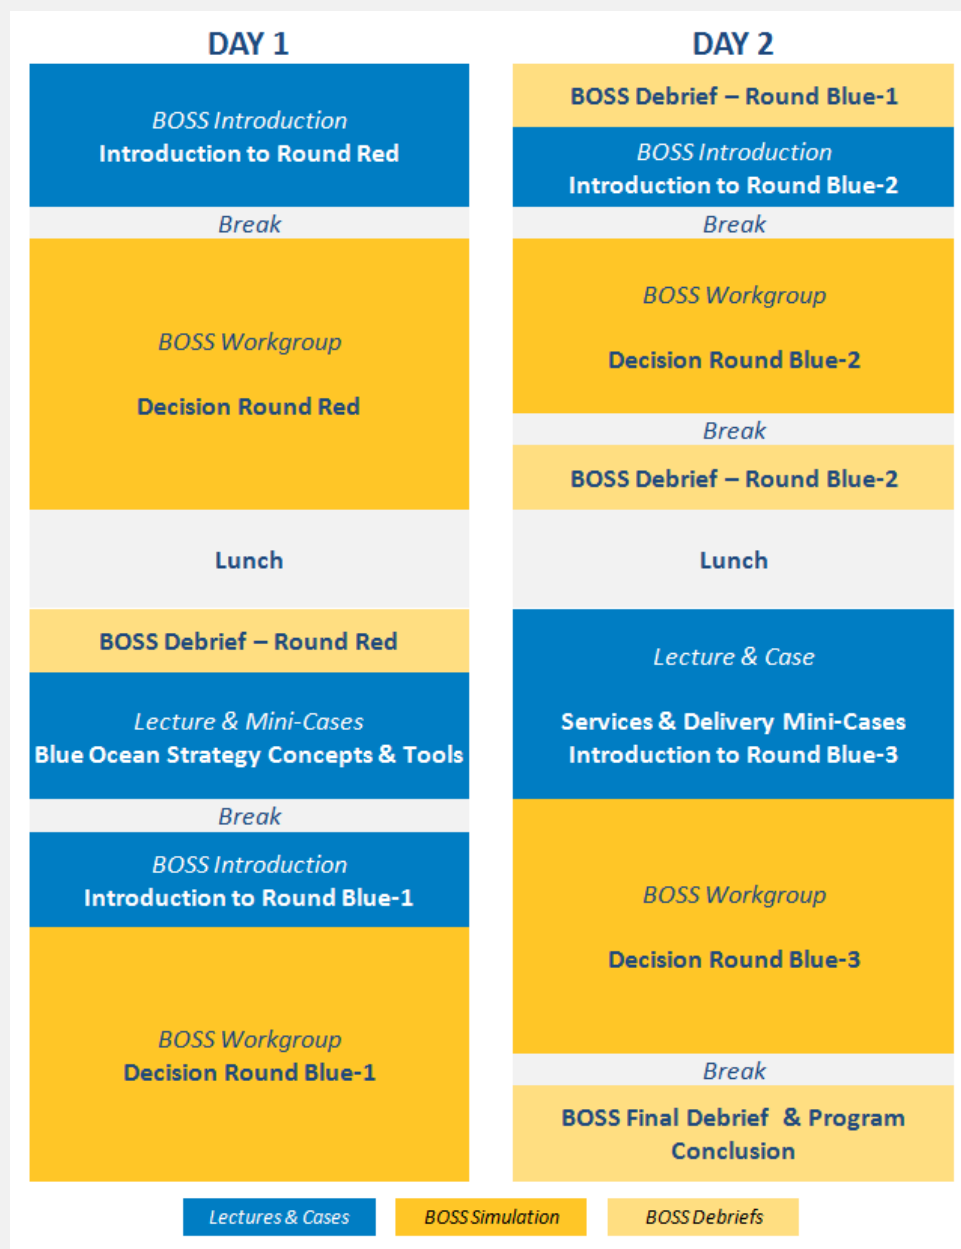 DAY 1
BOSS Introduction
Introduction to Round Red
Break
BOSS Workgroup
Decision Round Red
Lunch
BOSS Debrief – Round Red
Lecture & Mini-Cases
Blue Ocean Strategy Concepts & Tools
Break
BOSS Introduction
Introduction to Round Blue-1
BOSS Workgroup
Decision Round Blue-1
DAY 2
BOSS Debrief – Round Blue-1
BOSS Introduction
Introduction to Round Blue-2
Break
BOSS Workgroup
Decision Round Blue-2
Break
BOSS Debrief – Round Blue-2
Lunch
Lecture & Case
Services & Delivery Mini-Cases
Introduction to Round Blue-3
BOSS Workgroup
Decision Round Blue-3
Break
BOSS Final Debrief & Program
Conclusion
Lectures & Cases
BOSS Simulation
BOSS Debriefs